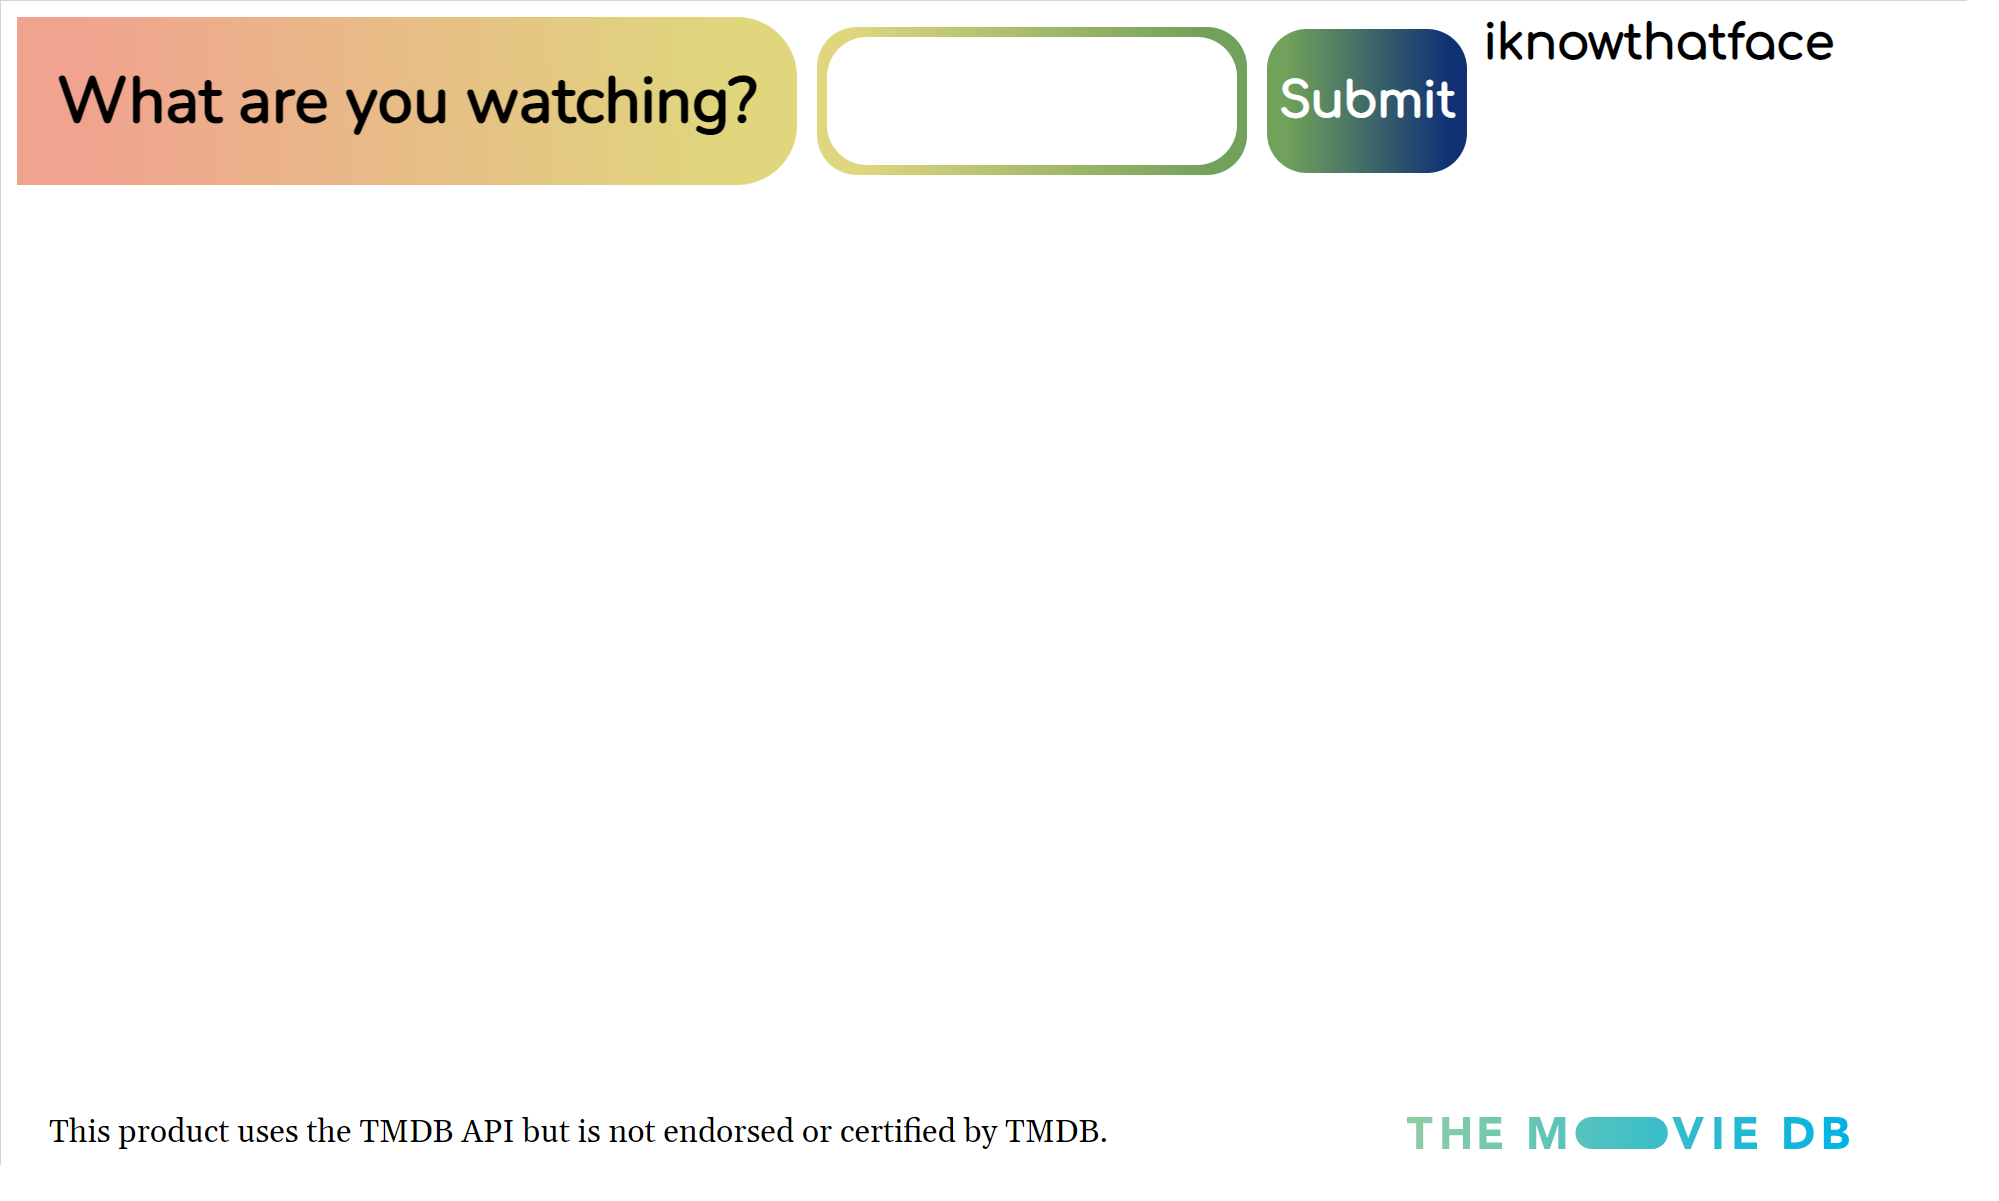 What are you watching?
Submit
iknowthatface
This product uses the TMDB API but is not endorsed or certified by TMDB.
THE MOVIE DB